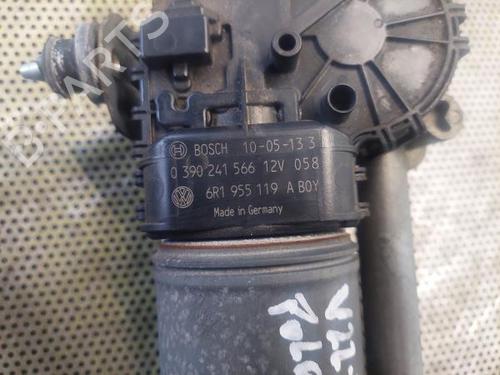 BOSCH 10-05-13 3
0 390 241 566 12V 058
6R1 955 119 A BOY
Made in Germany
B-PARTS
POLO